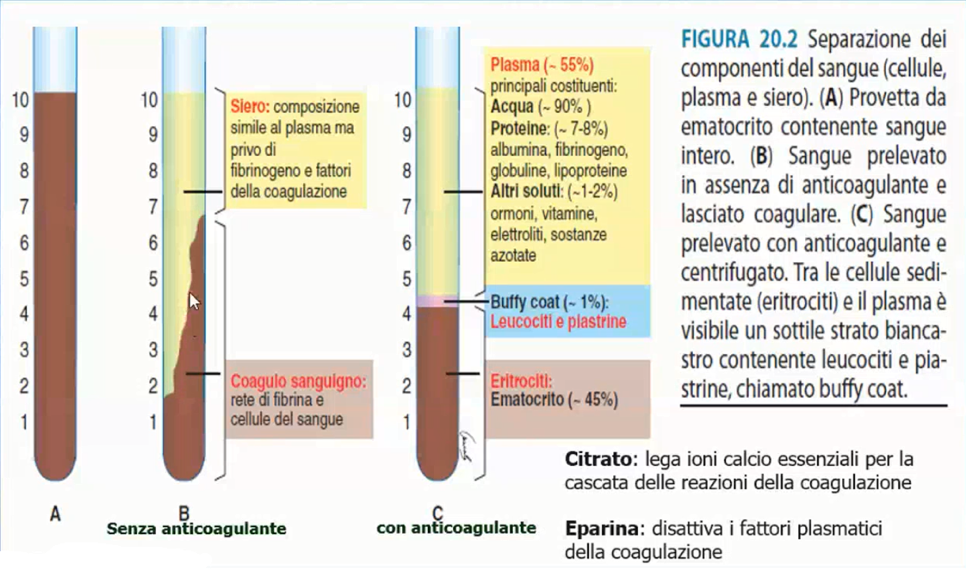 10
9
8
7
6
5
4
3
2
1
A
10
9
8
7
6
5
4
3
2
1
B
Senza anticoagulante
Siero: composizione
simile al plasma ma
privo di
fibrinogeno e fattori
della coagulazione
Coagulo sanguigno:
rete di fibrina e
cellule del sangue
10
9
8
7
6
5
4
3
2
1
C
con anticoagulante
Plasma (~ 55%)
principali costituenti:
Acqua (~ 90% )
Proteine: (~ 7-8%)
albumina, fibrinogeno,
globuline, lipoproteine
Altri soluti: (~1-2%)
ormoni, vitamine,
elettroliti, sostanze
azotate
Buffy coat (~ 1%):
Leucociti e piastrine
Eritrociti:
Ematocrito (~ 45%)
FIGURA 20.2 Separazione dei
componenti del sangue (cellule,
plasma e siero). (A) Provetta da
ematocrito contenente sangue
intero. (B) Sangue prelevato
in assenza di anticoagulante e
lasciato coagulare. (C) Sangue
prelevato con anticoagulante e
centrifugato. Tra le cellule sedi-
mentate (eritrociti) e il plasma è
visibile un sottile strato bianca-
stro contenente leucociti e pia-
strine, chiamato buffy coat.
Citrato: lega ioni calcio essenziali per la
cascata delle reazioni della coagulazione
Eparina: disattiva i fattori plasmatici
della coagulazione